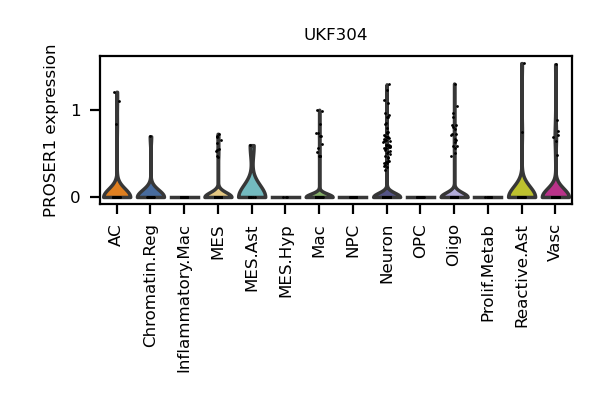 UKF304
PROSER1 expression
1
0
AC
Chromatin.Reg
Inflammatory.Mac
MES
MES.Ast
MES.Hyp
Mac
NPC
Neuron
OPC
Oligo
Prolif.Metab
Reactive.Ast
Vasc